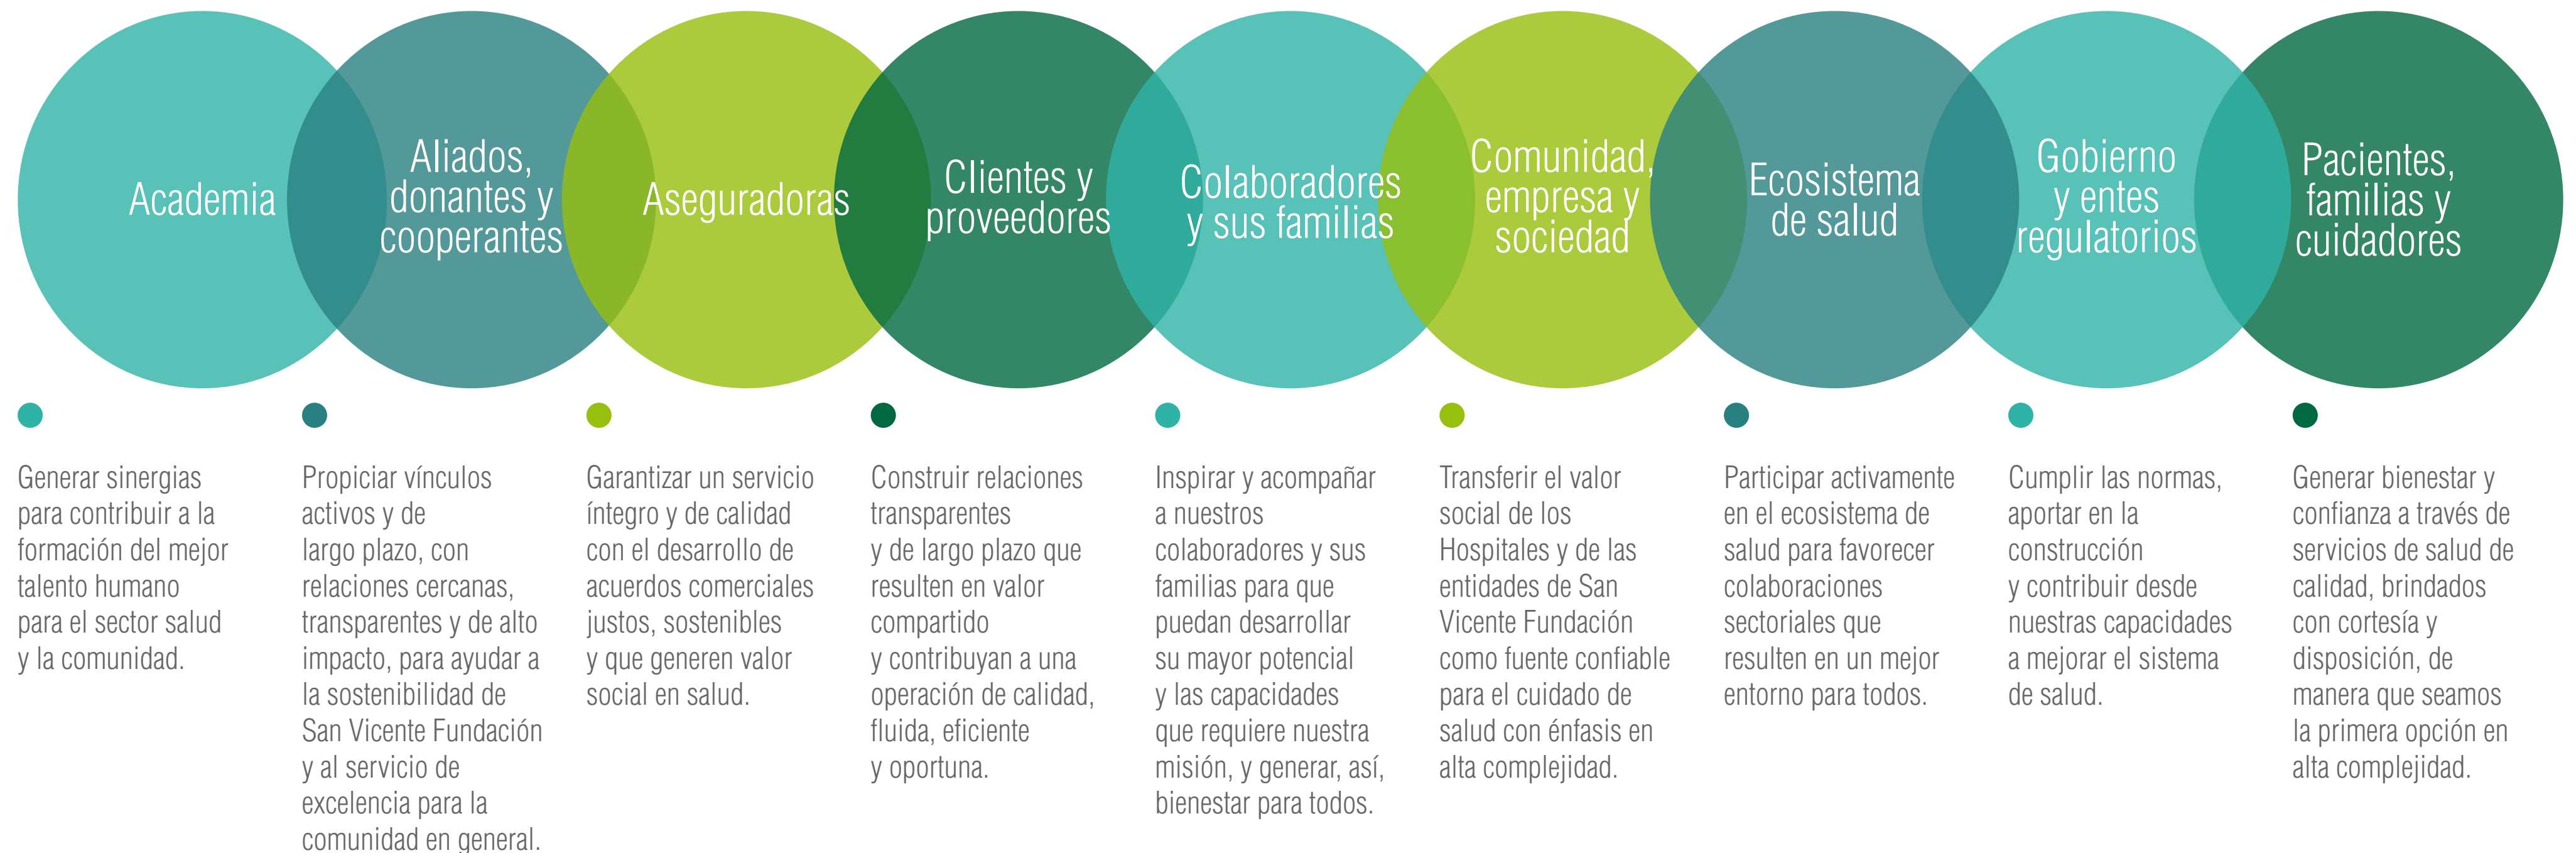 Academia
Aliados,
donantes y
cooperantes
Aseguradoras
Clientes y
proveedores
Colaboradores
y sus familias
Comunidad,
empresa y
sociedad
Ecosistema
de salud
Gobierno
y entes
regulatorios
Pacientes,
familias y
cuidadores
Generar sinergias
para contribuir a la
formación del mejor
talento humano
para el sector salud
y la comunidad.
Propiciar vínculos
activos y de
largo plazo, con
relaciones cercanas,
transparentes y de alto
impacto, para ayudar a
la sostenibilidad de
San Vicente Fundación
y al servicio de
excelencia para la
comunidad en general.
Garantizar un servicio
íntegro y de calidad
con el desarrollo de
acuerdos comerciales
justos, sostenibles
y que generen valor
social en salud.
Construir relaciones
transparentes
y de largo plazo que
resulten en valor
compartido
y contribuyan a una
operación de calidad,
fluida, eficiente
y oportuna.
Inspirar y acompañar
a nuestros
colaboradores y sus
familias para que
puedan desarrollar
su mayor potencial
y las capacidades
que requiere nuestra
misión, y generar, así,
bienestar para todos.
Transferir el valor
social de los
Hospitales y de las
entidades de San
Vicente Fundación
como fuente confiable
para el cuidado de
salud con énfasis en
alta complejidad.
Participar activamente
en el ecosistema de
salud para favorecer
colaboraciones
sectoriales que
resulten en un mejor
entorno para todos.
Cumplir las normas,
aportar en la
construcción
y contribuir desde
nuestras capacidades
a mejorar el sistema
de salud.
Generar bienestar y
confianza a través de
servicios de salud de
calidad, brindados
con cortesía y
disposición, de
manera que seamos
la primera opción en
alta complejidad.